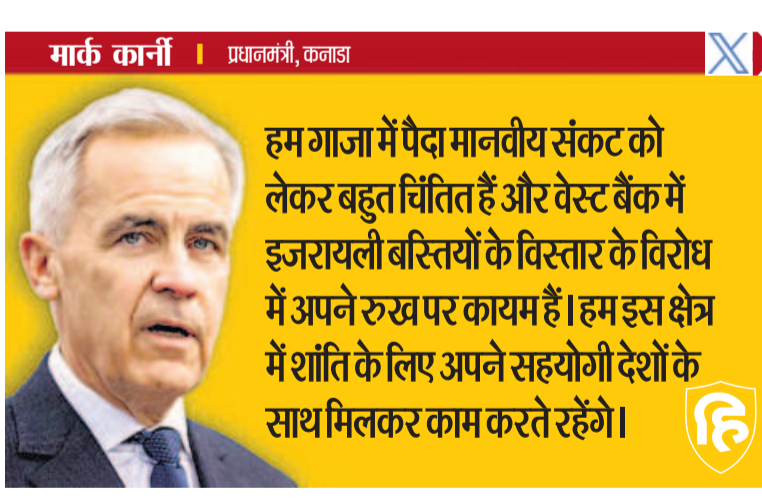 मार्क कार्नी | प्रधानमंत्री, कनाडा
X
हम गाजा में पैदा मानवीय संकट को
लेकर बहुत चिंतित हैं और वेस्ट बैंक में
इजरायली बस्तियों के विस्तार के विरोध
में अपने रुख पर कायम हैं। हम इस क्षेत्र
में शांति के लिए अपने सहयोगी देशों के
साथ मिलकर काम करते रहेंगे।
हि